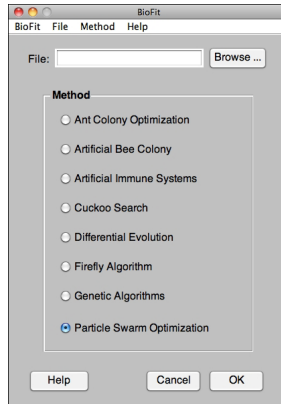 BioFit
BioFit File Method Help
File: Browse ...
Method
Ant Colony Optimization
Artificial Bee Colony
Artificial Immune Systems
Cuckoo Search
Differential Evolution
Firefly Algorithm
Genetic Algorithms
Particle Swarm Optimization
Help Cancel OK